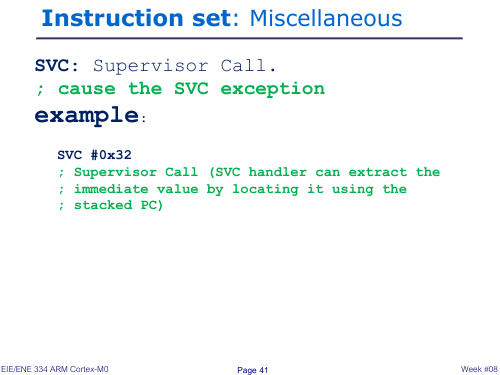 Instruction set: Miscellaneous
SVC: Supervisor Call.
; cause the SVC exception
example:
SVC #0x32
; Supervisor Call (SVC handler can extract the
; immediate value by locating it using the
; stacked PC)
EIE/ENE 334 ARM Cortex-M0 Page 41 Week #08